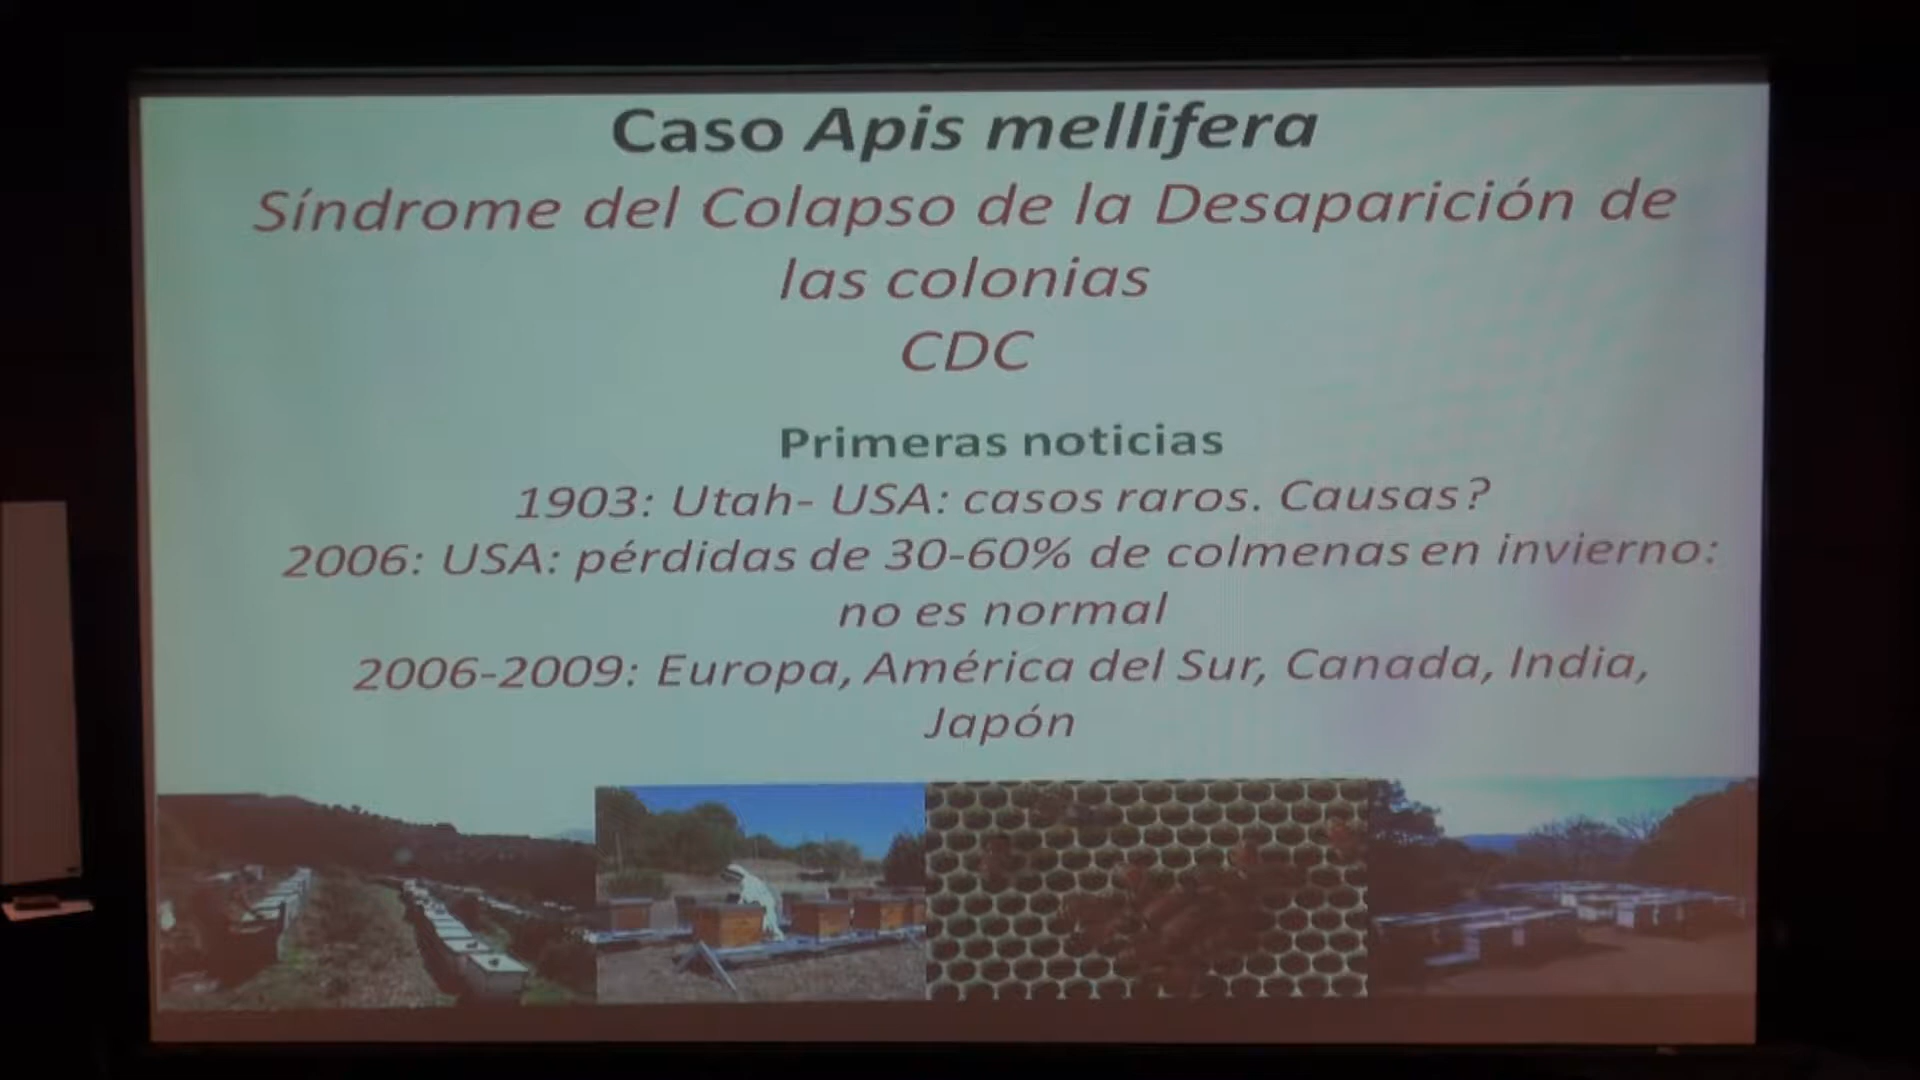 Caso Apis mellifera
Síndrome del Colapso de la Desaparición de
las colonias
CDC
Primeras noticias
1903: Utah- USA: casos raros. Causas?
2006: USA: pérdidas de 30-60% de colmenas en invierno:
no es normal
2006-2009: Europa, América del Sur, Canada, India,
Japón